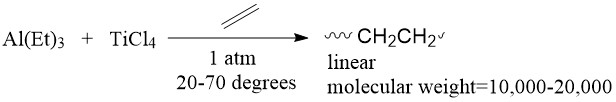 Al(Et)3 + TiCl4 CH2CH2
1 atm
20-70 degrees
linear
molecular weight=10,000-20,000